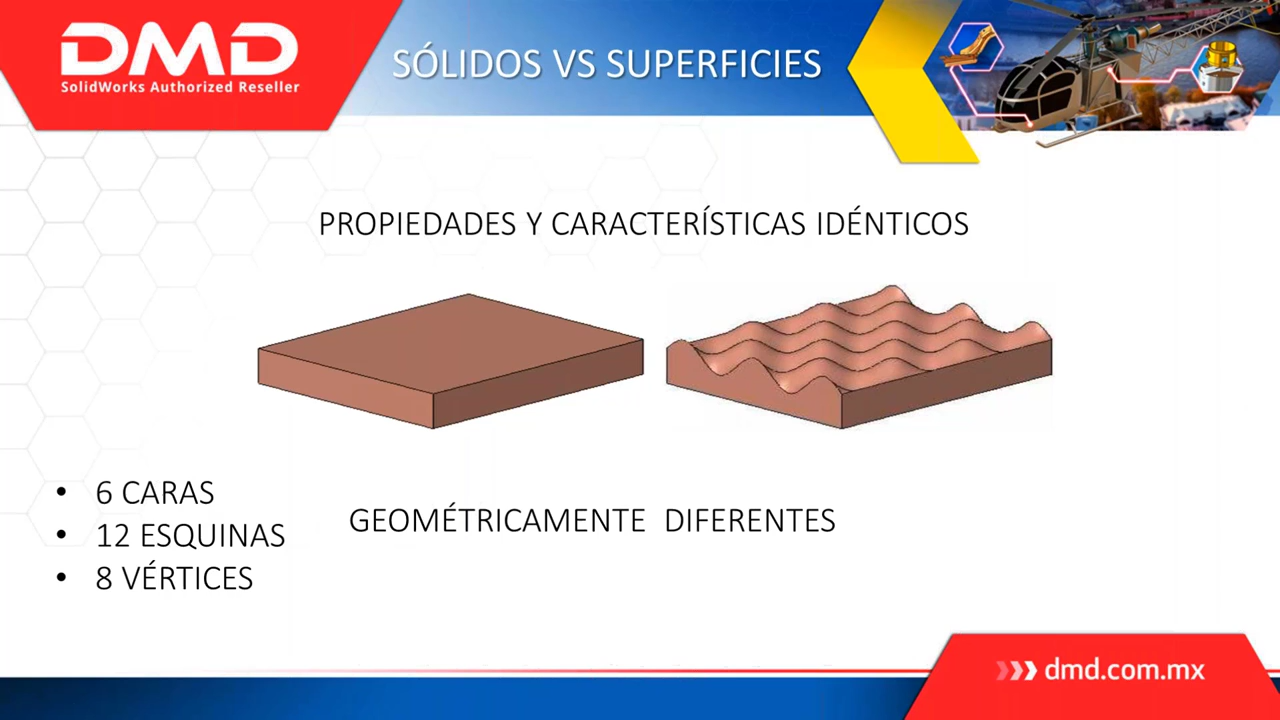 DMD
SolidWorks Authorized Reseller
SÓLIDOS VS SUPERFICIES
PROPIEDADES Y CARACTERÍSTICAS IDÉNTICOS
• 6 CARAS
• 12 ESQUINAS
• 8 VÉRTICES
GEOMÉTRICAMENTE DIFERENTES
dmd.com.mx